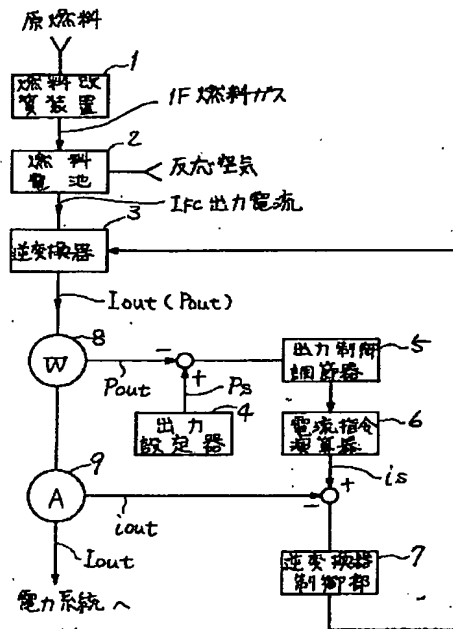 原燃料
1
燃料改
質装置
1F 燃料ガス
2
燃料
電池
反応空気
IFC 出力電流
3
逆変換器
Iout (Pout)
8
W
-
Pout
+
Ps
4
出力
設定器
出力制御
調節器
5
電流指令
演算器
6
is
+
-
9
A
iout
Iout
逆変換器
制御部
7
電力系統へ